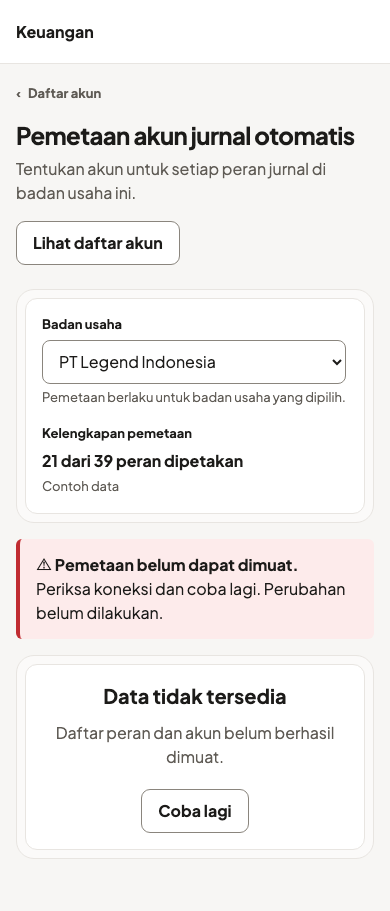 Keuangan
‹ Daftar akun
Pemetaan akun jurnal otomatis
Tentukan akun untuk setiap peran jurnal di
badan usaha ini.
Lihat daftar akun
Badan usaha
PT Legend Indonesia
Pemetaan berlaku untuk badan usaha yang dipilih.
Kelengkapan pemetaan
21 dari 39 peran dipetakan
Contoh data
⚠ Pemetaan belum dapat dimuat.
Periksa koneksi dan coba lagi. Perubahan
belum dilakukan.
Data tidak tersedia
Daftar peran dan akun belum berhasil
dimuat.
Coba lagi